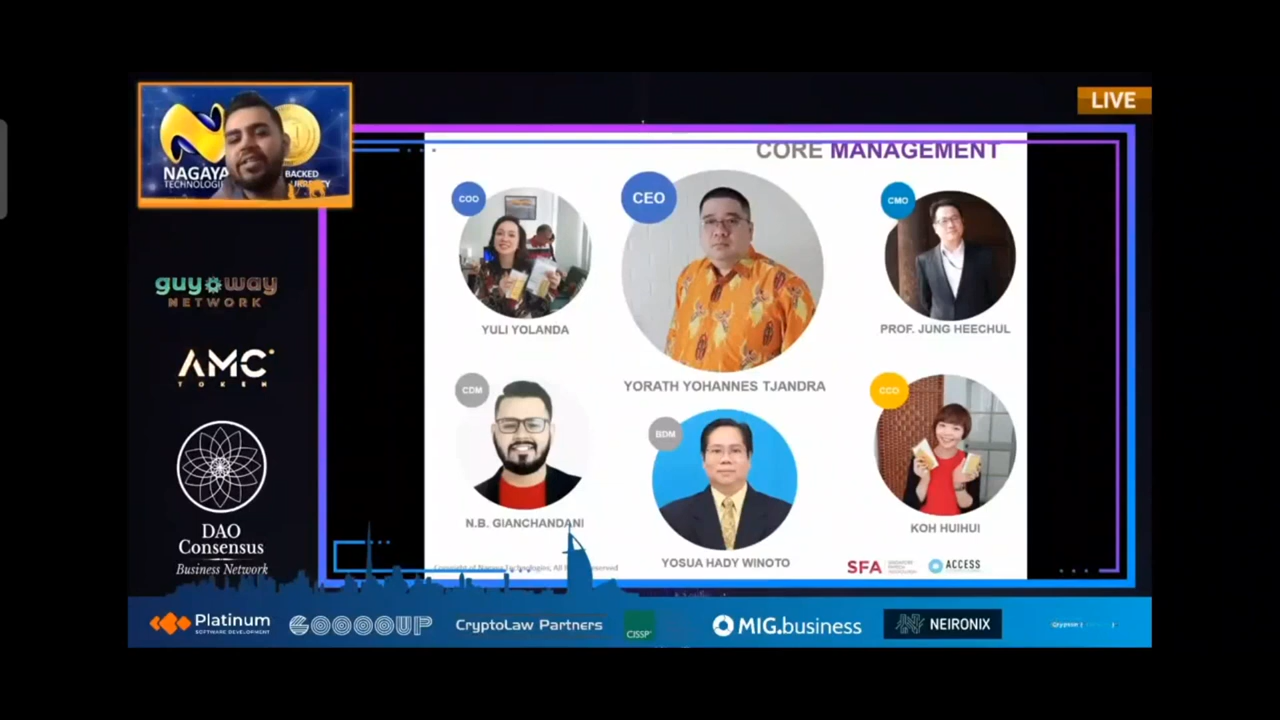 LIVE
NAGAYA
TECHNOLOGIE
BACKED
CORE MANAGEMENT
COO
CEO
CMO
YULI YOLANDA
PROF. JUNG HEECHUL
YORATH YOHANNES TJANDRA
CDM
BDM
CCO
N.B. GIANCHANDANI
YOSUA HADY WINOTO
KOH HUIHUI
SFA
ACCESS
guyoway
NETWORK
AMC
TOKEN
DAO
Consensus
Business Network
Platinum
SOFTWARE DEVELOPMENT
GOOOOUP
CryptoLaw Partners
CISSP
MIG.business
NEIRONIX